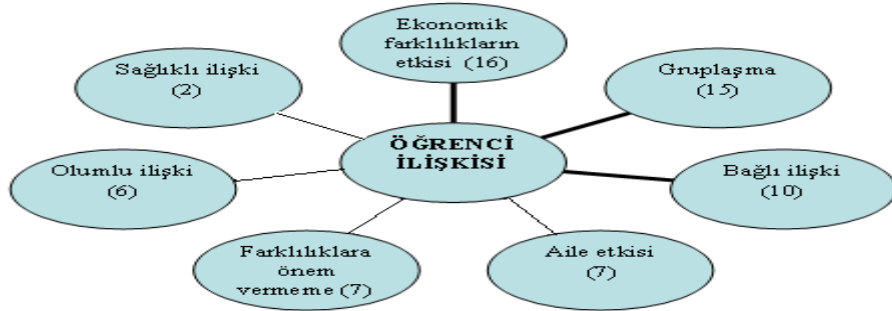 Ekonomik
farklılıkların
etkisi (16)
Sağlıklı ilişki
(2)
Gruplaşma
(15)
ÖĞRENCİ
İLİŞKİSİ
Olumlu ilişki
(6)
Bağlı ilişki
(10)
Farklılıklara
önem
vermeme (7)
Aile etkisi
(7)